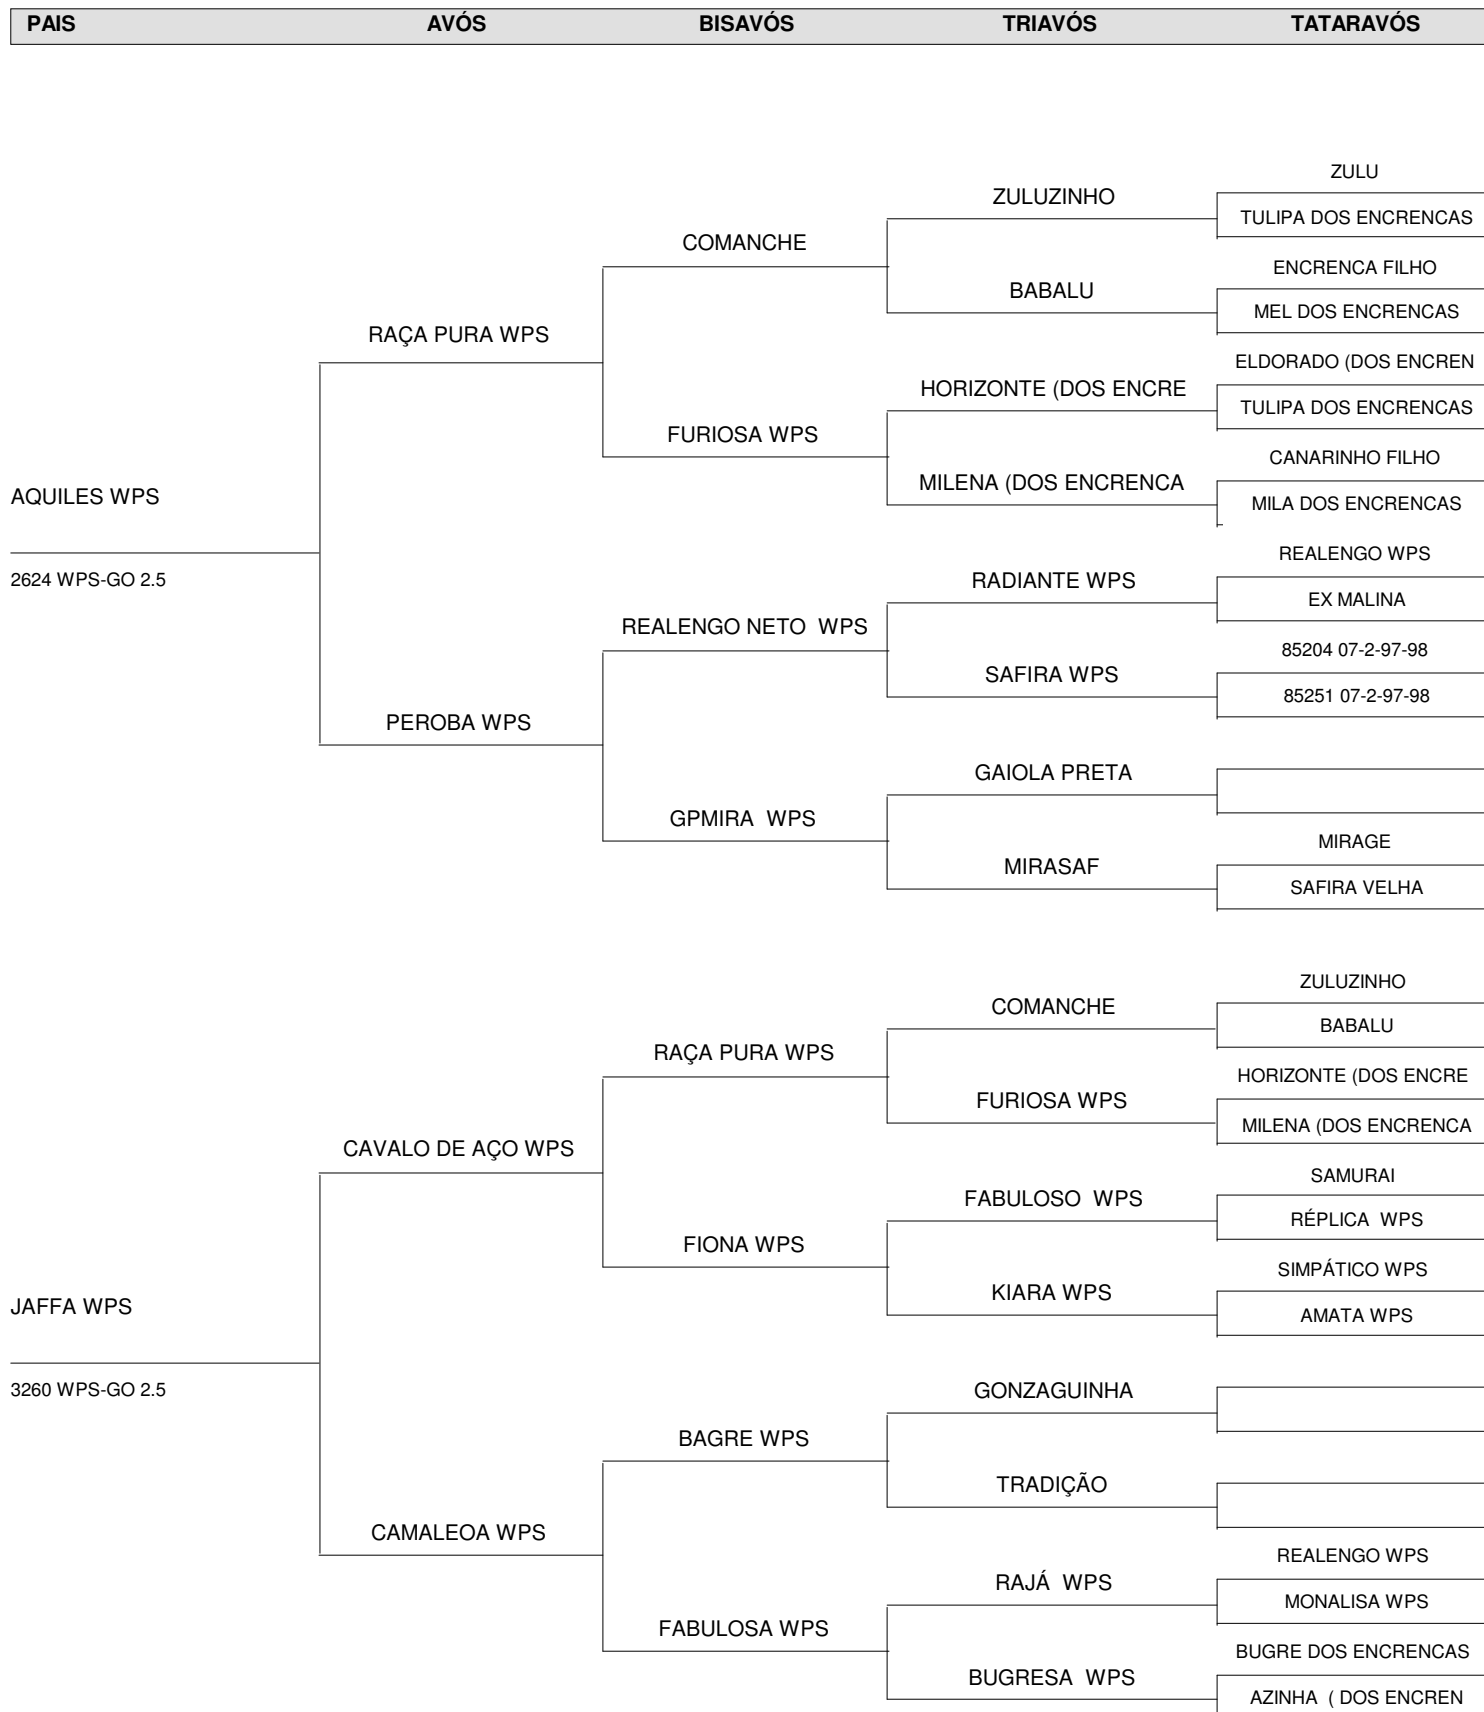 PAIS AVÓS BISAVÓS TRIAVÓS TATARAVÓS
ZULU
ZULUZINHO
TULIPA DOS ENCRENCAS
COMANCHE
ENCRENCA FILHO
BABALU
MEL DOS ENCRENCAS
RAÇA PURA WPS
ELDORADO (DOS ENCREN
HORIZONTE (DOS ENCRE
TULIPA DOS ENCRENCAS
FURIOSA WPS
CANARINHO FILHO
MILENA (DOS ENCRENCA
MILA DOS ENCRENCAS
AQUILES WPS
2624 WPS-GO 2.5
REALENGO WPS
RADIANTE WPS
EX MALINA
REALENGO NETO  WPS
85204 07-2-97-98
SAFIRA WPS
85251 07-2-97-98
PEROBA WPS
GAIOLA PRETA
GPMIRA  WPS
MIRAGE
MIRASAF
SAFIRA VELHA
ZULUZINHO
COMANCHE
BABALU
RAÇA PURA WPS
HORIZONTE (DOS ENCRE
FURIOSA WPS
MILENA (DOS ENCRENCA
CAVALO DE AÇO WPS
SAMURAI
FABULOSO  WPS
RÉPLICA  WPS
FIONA WPS
SIMPÁTICO WPS
KIARA WPS
AMATA WPS
JAFFA WPS
3260 WPS-GO 2.5
GONZAGUINHA
BAGRE WPS
TRADIÇÃO
CAMALEOA WPS
REALENGO WPS
RAJÁ  WPS
MONALISA WPS
FABULOSA WPS
BUGRE DOS ENCRENCAS
BUGRESA  WPS
AZINHA  ( DOS ENCREN